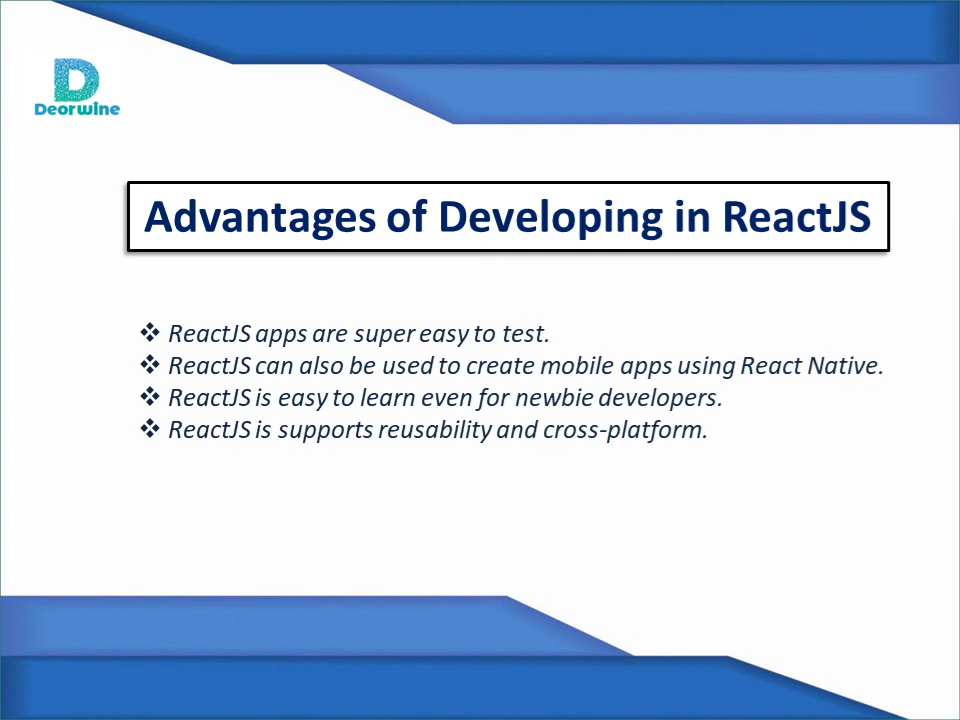 Deorwine
Advantages of Developing in ReactJS
❖ ReactJS apps are super easy to test.
❖ ReactJS can also be used to create mobile apps using React Native.
❖ ReactJS is easy to learn even for newbie developers.
❖ ReactJS is supports reusability and cross-platform.